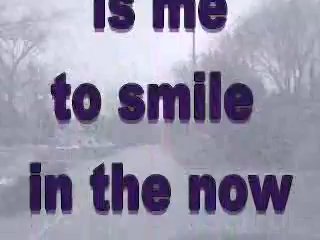 is me
to smile
in the now